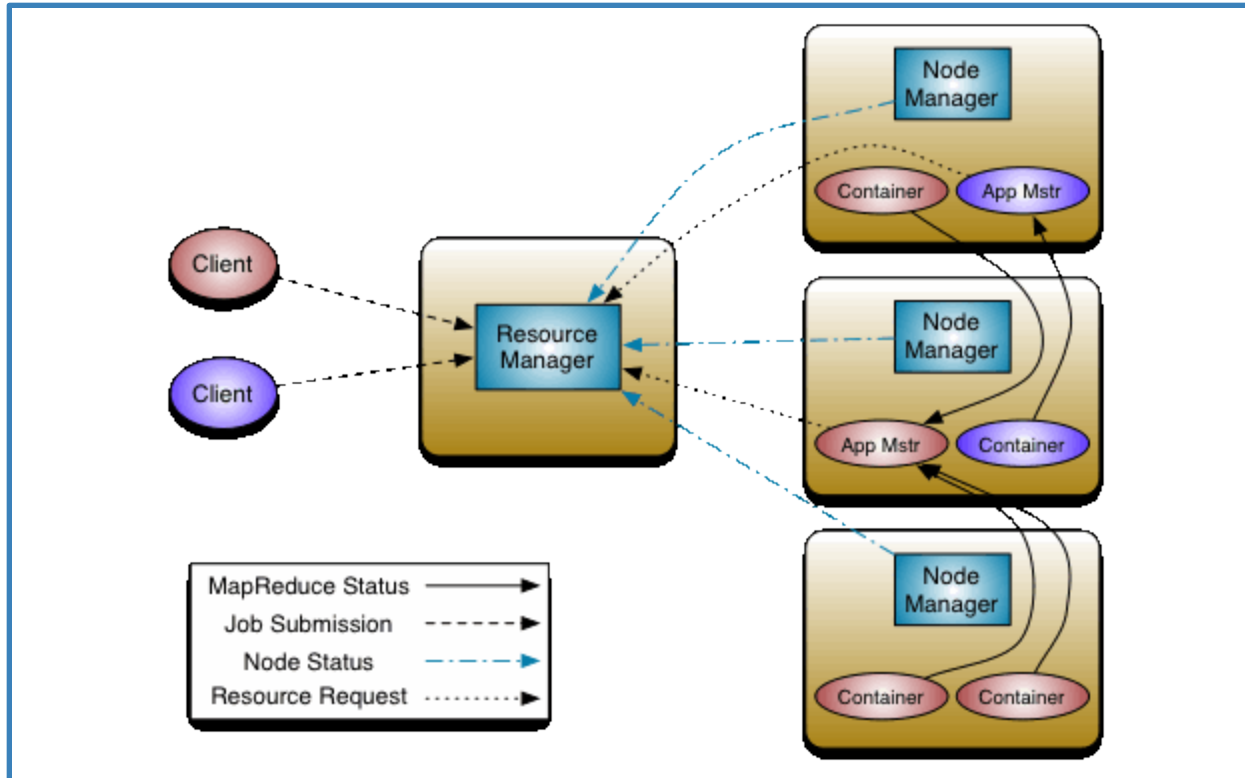 Node
Manager
Container
App Mstr
Client
Client
Resource
Manager
Node
Manager
App Mstr
Container
Node
Manager
Container
Container
MapReduce Status
Job Submission
Node Status
Resource Request